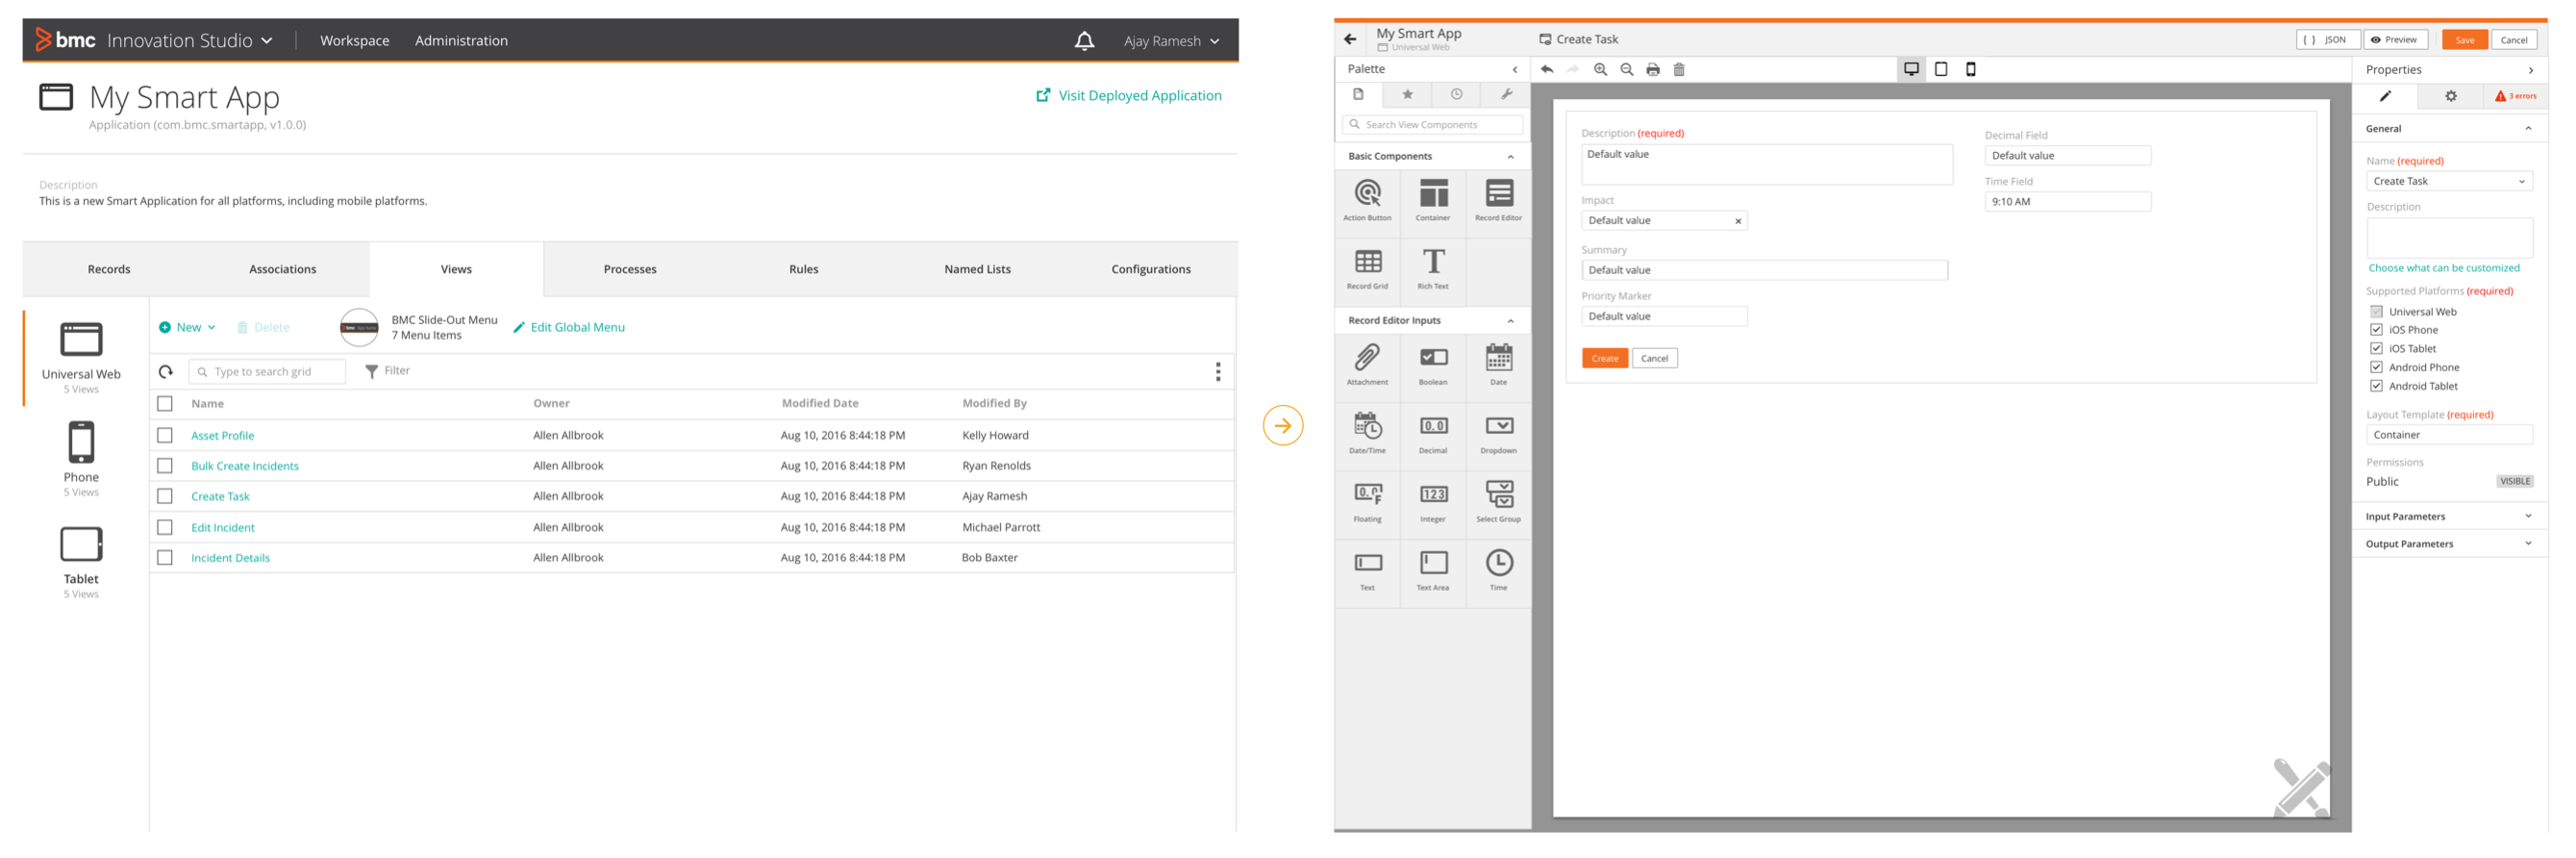 bmc Innovation Studio Workspace Administration Ajay Ramesh
My Smart App
Application (com.bmc.smartapp, v1.0.0)
Visit Deployed Application
Description
This is a new Smart Application for all platforms, including mobile platforms.
Records Associations Views Processes Rules Named Lists Configurations
Universal Web
5 Views
Phone
5 Views
Tablet
5 Views
New Delete
BMC Slide-Out Menu
7 Menu Items
Edit Global Menu
Type to search grid Filter
Name Owner Modified Date Modified By
Asset Profile Allen Allbrook Aug 10, 2016 8:44:18 PM Kelly Howard
Bulk Create Incidents Allen Allbrook Aug 10, 2016 8:44:18 PM Ryan Renolds
Create Task Allen Allbrook Aug 10, 2016 8:44:18 PM Ajay Ramesh
Edit Incident Allen Allbrook Aug 10, 2016 8:44:18 PM Michael Parrott
Incident Details Allen Allbrook Aug 10, 2016 8:44:18 PM Bob Baxter
My Smart App
Universal Web
Create Task
{ } JSON Preview Save Cancel
Palette
Search View Components
Basic Components
Action Button Container Record Editor
Record Grid Rich Text
Record Editor Inputs
Attachment Boolean Date
Date/Time Decimal Dropdown
Floating Integer Select Group
Text Text Area Time
Description (required)
Default value
Impact
Default value
Summary
Default value
Priority Marker
Default value
Create Cancel
Decimal Field
Default value
Time Field
9:10 AM
Properties
3 errors
General
Name (required)
Create Task
Description
Choose what can be customized
Supported Platforms (required)
Universal Web
iOS Phone
iOS Tablet
Android Phone
Android Tablet
Layout Template (required)
Container
Permissions
Public VISIBLE
Input Parameters
Output Parameters